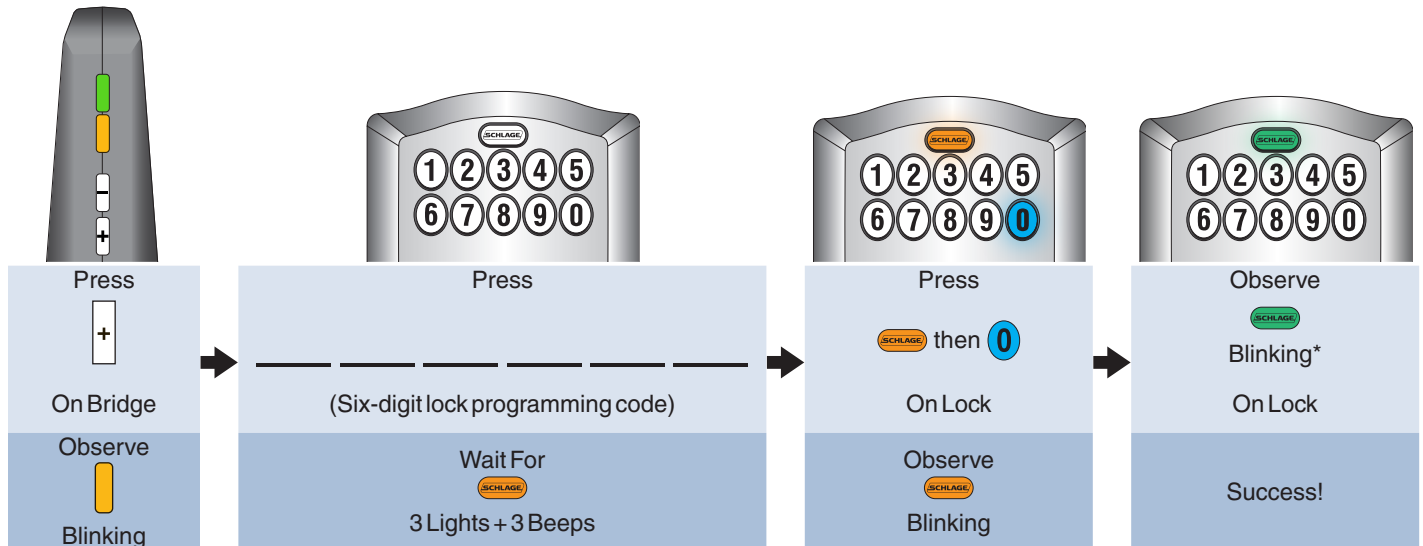 −
+
SCHLAGE
1 2 3 4 5
6 7 8 9 0
SCHLAGE
1 2 3 4 5
6 7 8 9 0
SCHLAGE
1 2 3 4 5
6 7 8 9 0
Press
+
On Bridge
Observe
Blinking
Press
(Six-digit lock programming code)
Wait For
SCHLAGE
3 Lights + 3 Beeps
Press
SCHLAGE then 0
On Lock
Observe
SCHLAGE
Blinking
Observe
SCHLAGE
Blinking*
On Lock
Success!